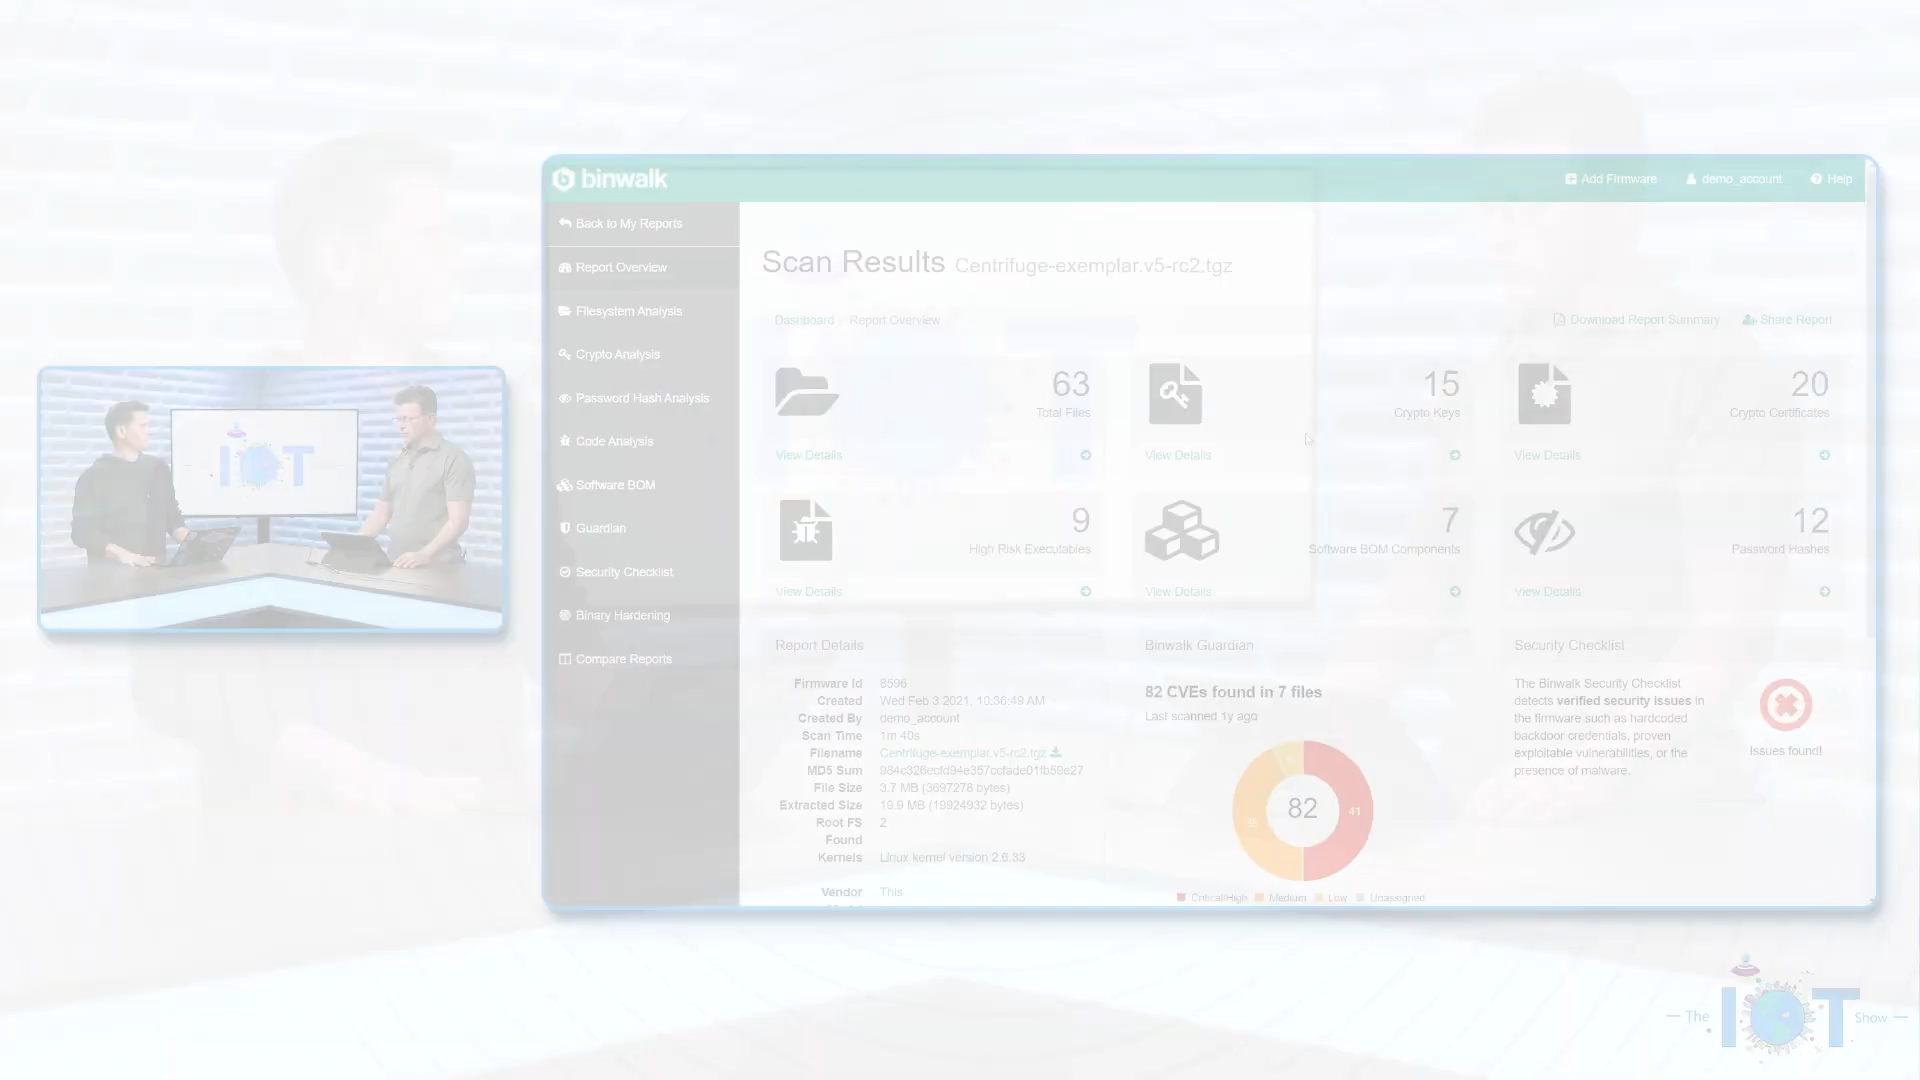 binwalk
Add Firmware
demo_account
Help
Back to My Reports
Report Overview
Filesystem Analysis
Crypto Analysis
Password Hash Analysis
Code Analysis
Software BOM
Guardian
Security Checklist
Binary Hardening
Compare Reports
Scan Results Centrifuge-exemplar.v5-rc2.tgz
Dashboard Report Overview
Download Report Summary
Share Report
63
Total Files
View Details
15
Crypto Keys
View Details
20
Crypto Certificates
View Details
9
High Risk Executables
View Details
7
Software BOM Components
View Details
12
Password Hashes
View Details
Report Details
Firmware Id 8596
Created Wed Feb 3 2021, 10:36:49 AM
Created By demo_account
Scan Time 1m 40s
Filename Centrifuge-exemplar.v5-rc2.tgz
MD5 Sum 984c326ecfd94e357ccfade01fb59e27
File Size 3.7 MB (3697278 bytes)
Extracted Size 19.9 MB (19924932 bytes)
Root FS 2
Found
Kernels Linux kernel version 2.6.33
Vendor This
Binwalk Guardian
82 CVEs found in 7 files
Last scanned 1y ago
82
41
Critical/High Medium Low Unassigned
Security Checklist
The Binwalk Security Checklist
detects verified security issues in
the firmware such as hardcoded
backdoor credentials, proven
exploitable vulnerabilities, or the
presence of malware.
Issues found!
IOT
The IOT Show